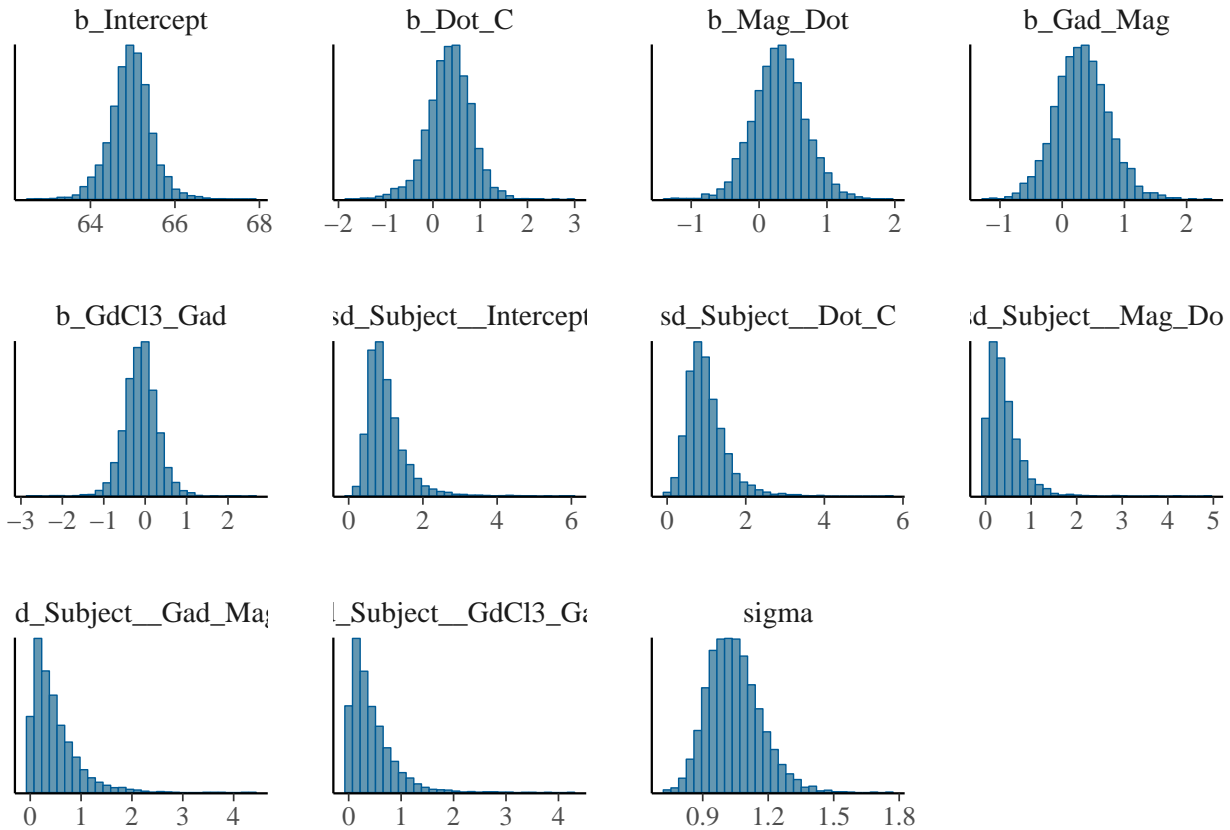 b_Intercept b_Dot_C b_Mag_Dot b_Gad_Mag
64 66 68 −2 −1 0 1 2 3 −1 0 1 2 −1 0 1 2
b_GdCl3_Gad sd_Subject__Intercept sd_Subject__Dot_C sd_Subject__Mag_Do
−3 −2 −1 0 1 2 0 2 4 6 0 2 4 6 0 1 2 3 4 5
d_Subject__Gad_Mag _Subject__GdCl3_Ga sigma
0 1 2 3 4 0 1 2 3 4 0.9 1.2 1.5 1.8